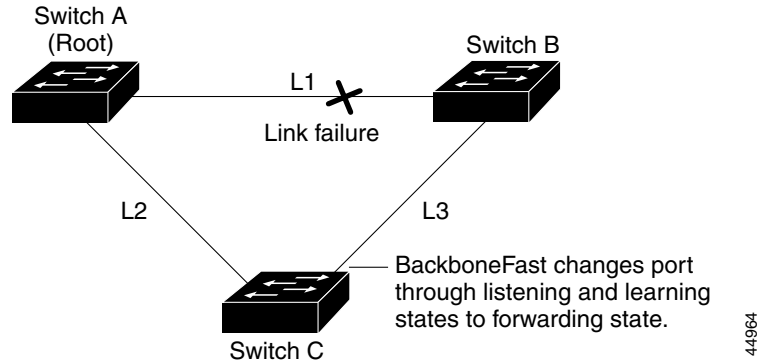 Switch A
(Root)
Switch B
L1
Link failure
L2
L3
BackboneFast changes port
through listening and learning
states to forwarding state.
Switch C
44964